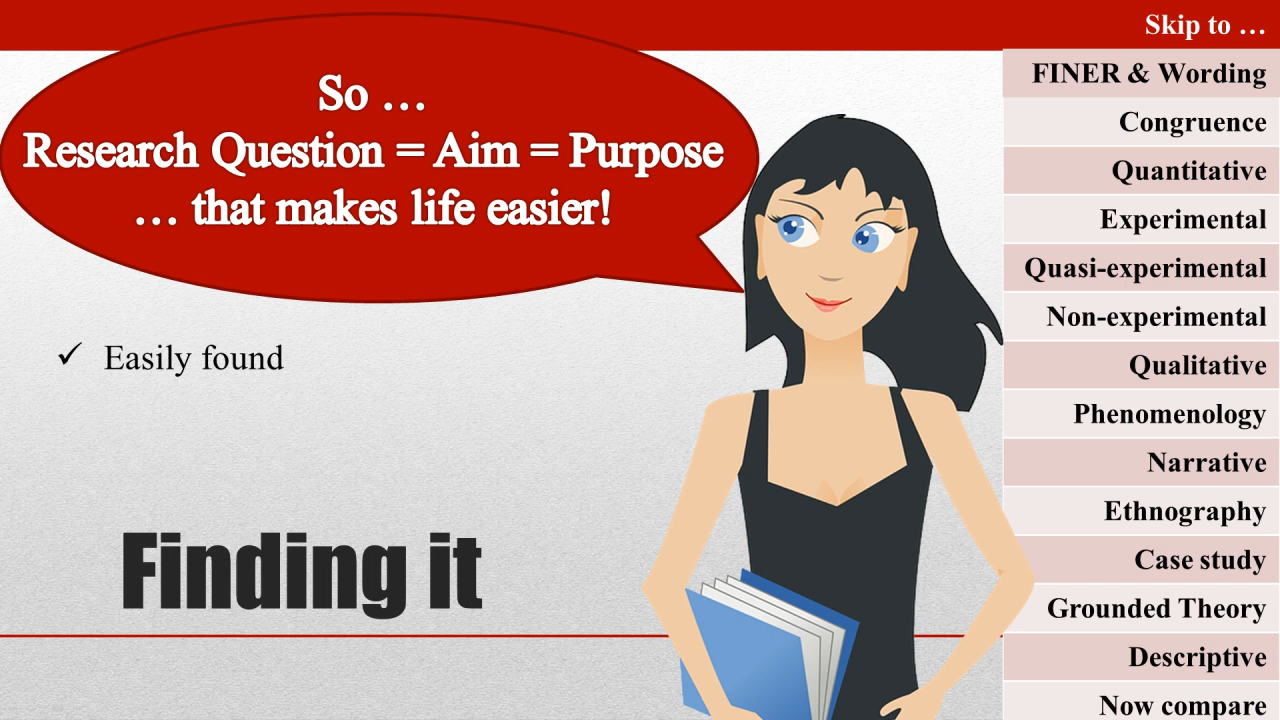 Skip to …
So …
Research Question = Aim = Purpose
… that makes life easier!
✓ Easily found
Finding it
FINER & Wording
Congruence
Quantitative
Experimental
Quasi-experimental
Non-experimental
Qualitative
Phenomenology
Narrative
Ethnography
Case study
Grounded Theory
Descriptive
Now compare